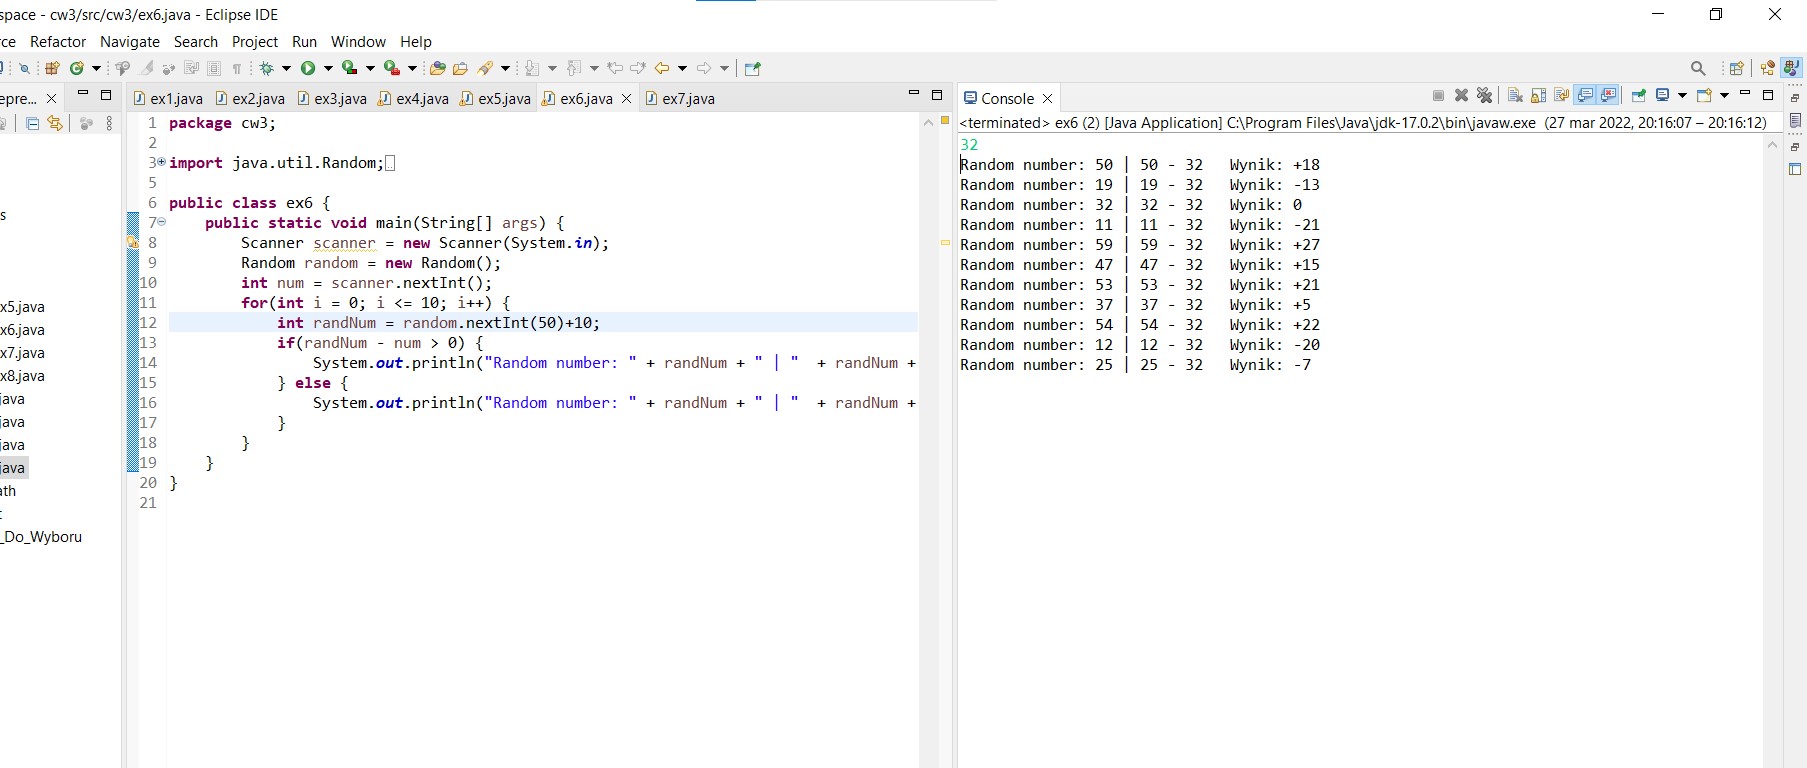 space - cw3/src/cw3/ex6.java - Eclipse IDE
ce Refactor Navigate Search Project Run Window Help
epre...
ex1.java ex2.java ex3.java ex4.java ex5.java ex6.java ex7.java
Console
<terminated> ex6 (2) [Java Application] C:\Program Files\Java\jdk-17.0.2\bin\javaw.exe (27 mar 2022, 20:16:07 – 20:16:12)
s
x5.java
x6.java
x7.java
x8.java
java
java
java
java
ath
t
_Do_Wyboru
1 package cw3;
2
3 import java.util.Random;
5
6 public class ex6 {
7 public static void main(String[] args) {
8 Scanner scanner = new Scanner(System.in);
9 Random random = new Random();
10 int num = scanner.nextInt();
11 for(int i = 0; i <= 10; i++) {
12 int randNum = random.nextInt(50)+10;
13 if(randNum - num > 0) {
14 System.out.println("Random number: " + randNum + " | " + randNum +
15 } else {
16 System.out.println("Random number: " + randNum + " | " + randNum +
17 }
18 }
19 }
20 }
21
32
Random number: 50 | 50 - 32 Wynik: +18
Random number: 19 | 19 - 32 Wynik: -13
Random number: 32 | 32 - 32 Wynik: 0
Random number: 11 | 11 - 32 Wynik: -21
Random number: 59 | 59 - 32 Wynik: +27
Random number: 47 | 47 - 32 Wynik: +15
Random number: 53 | 53 - 32 Wynik: +21
Random number: 37 | 37 - 32 Wynik: +5
Random number: 54 | 54 - 32 Wynik: +22
Random number: 12 | 12 - 32 Wynik: -20
Random number: 25 | 25 - 32 Wynik: -7